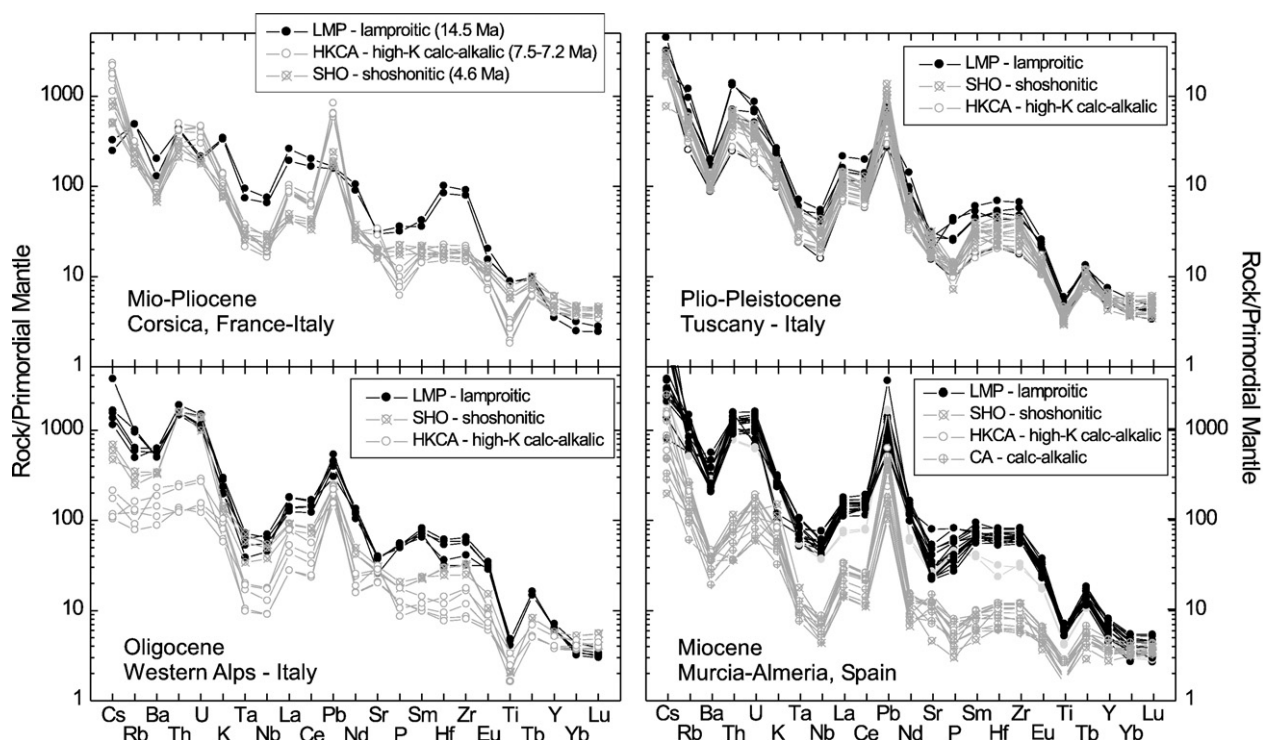 LMP - lamproitic (14.5 Ma)
HKCA - high-K calc-alkalic (7.5-7.2 Ma)
SHO - shoshonitic (4.6 Ma)
1000
100
10
1
Mio-Pliocene
Corsica, France-Italy
LMP - lamproitic
SHO - shoshonitic
HKCA - high-K calc-alkalic
10
10
10
1
Plio-Pleistocene
Tuscany - Italy
Rock/Primordial Mantle
Rock/Primordial Mantle
LMP - lamproitic
SHO - shoshonitic
HKCA - high-K calc-alkalic
1000
100
10
1
Oligocene
Western Alps - Italy
LMP - lamproitic
SHO - shoshonitic
HKCA - high-K calc-alkalic
CA - calc-alkalic
1000
100
10
1
Miocene
Murcia-Almeria, Spain
Cs Ba U Ta La Pb Sr Sm Zr Ti Y Lu
Rb Th K Nb Ce Nd P Hf Eu Tb Yb
Cs Ba U Ta La Pb Sr Sm Zr Ti Y Lu
Rb Th K Nb Ce Nd P Hf Eu Tb Yb